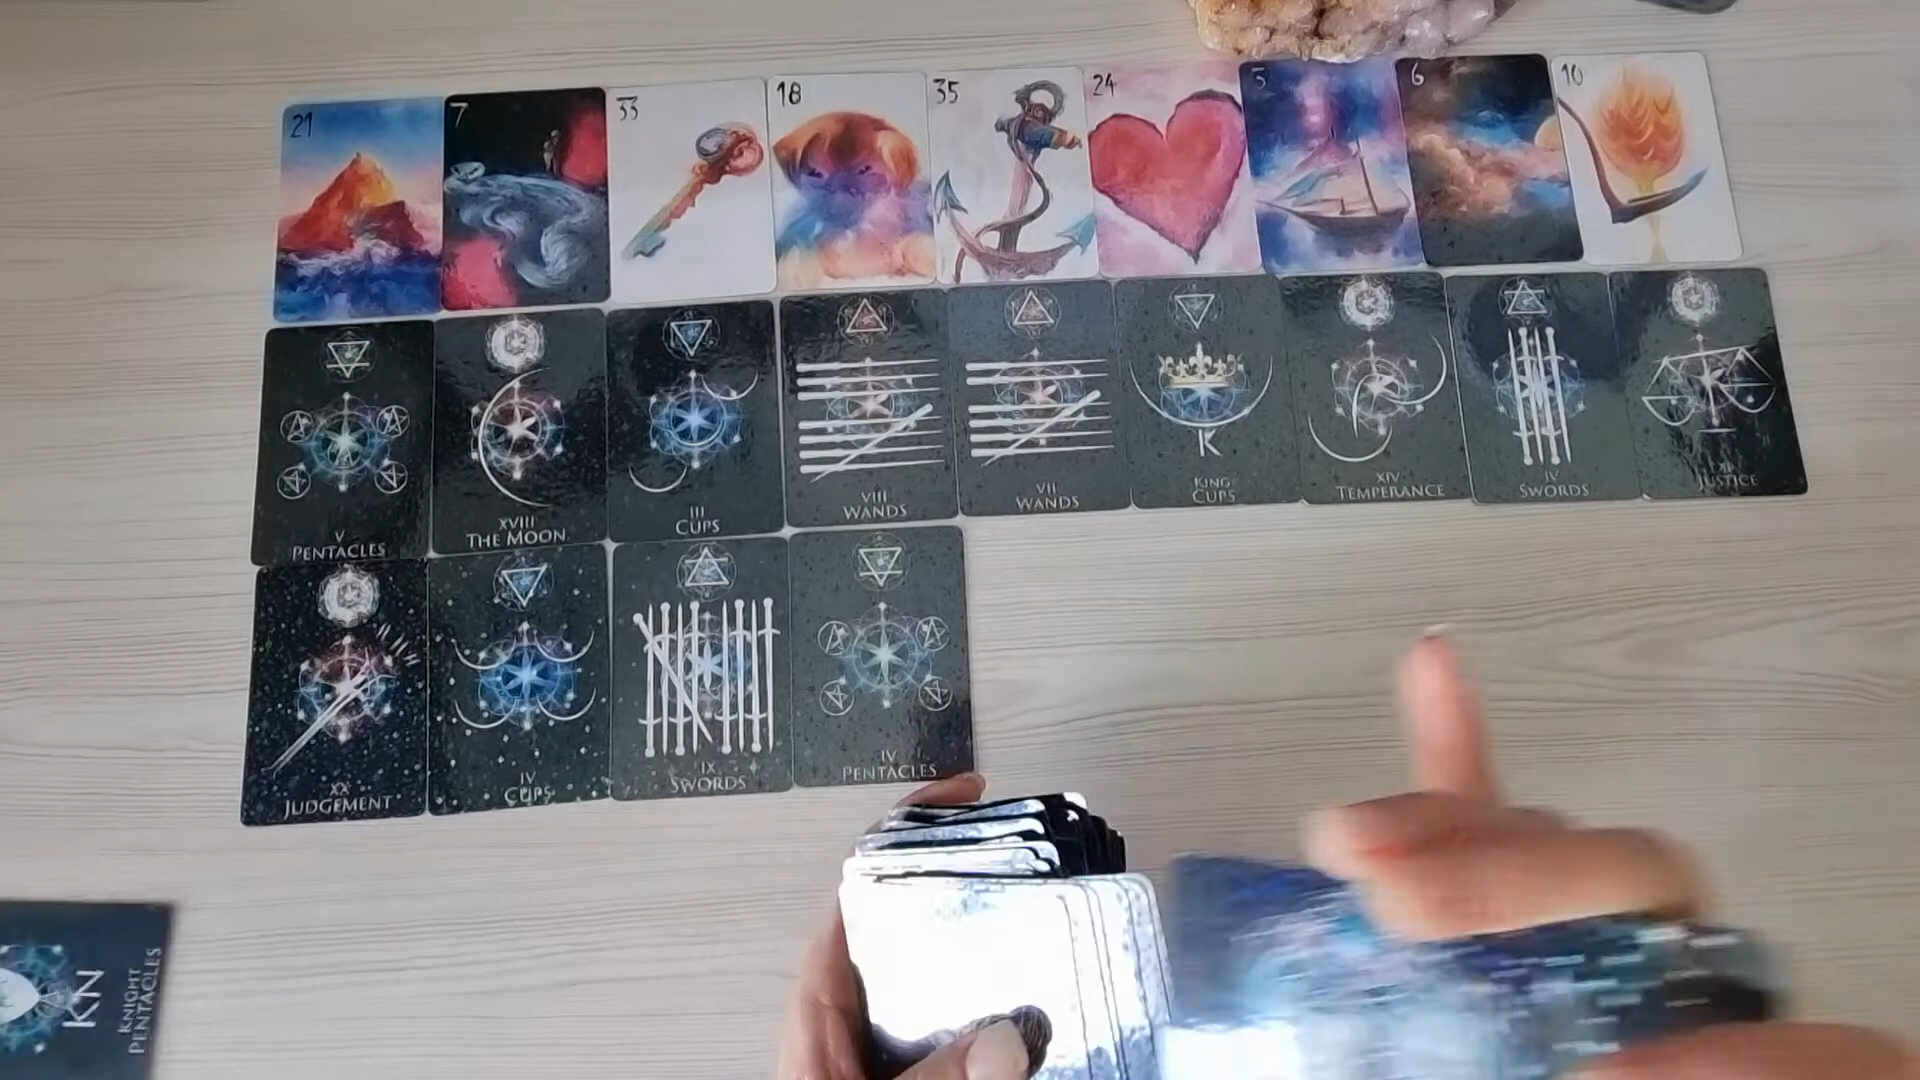 21
7
33
18
35
24
5
6
10
V
PENTACLES
XVIII
THE MOON
III
CUPS
VIII
WANDS
VII
WANDS
K
KING
CUPS
XIV
TEMPERANCE
IV
SWORDS
JUSTICE
XX
JUDGEMENT
IV
CUPS
IX
SWORDS
IV
PENTACLES
KN
KNIGHT
PENTACLES